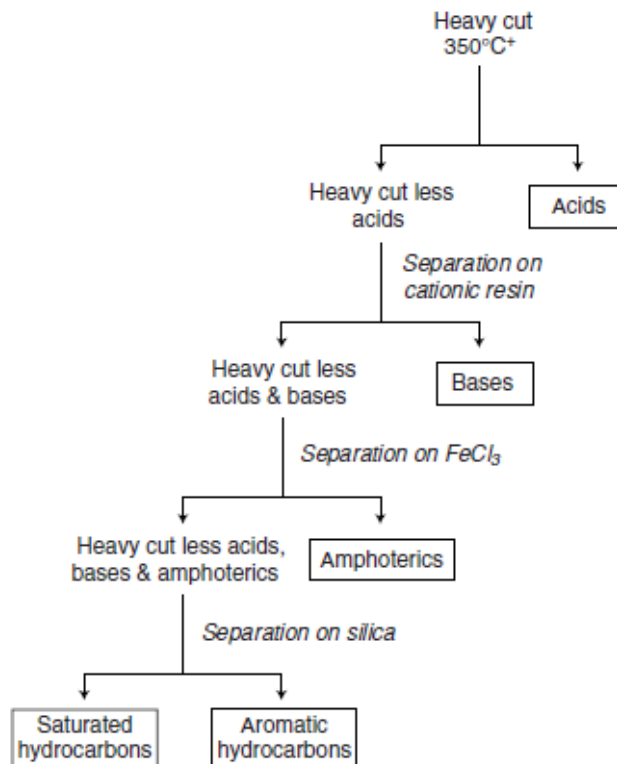 Heavy cut
350°C⁺
Heavy cut less
acids
Acids
Separation on
cationic resin
Heavy cut less
acids & bases
Bases
Separation on FeCl₃
Heavy cut less acids,
bases & amphoterics
Amphoterics
Separation on silica
Saturated
hydrocarbons
Aromatic
hydrocarbons